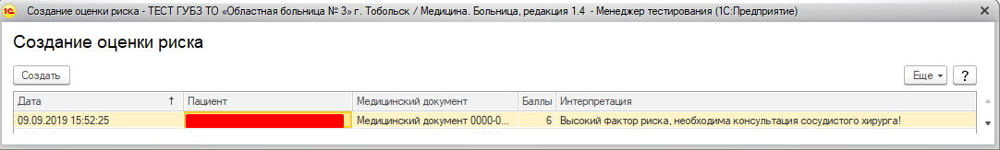 Создание оценки риска - ТЕСТ ГУБЗ ТО «Областная больница № 3» г. Тобольск / Медицина. Больница, редакция 1.4 - Менеджер тестирования (1С:Предприятие)
Создание оценки риска
Создать
Еще
?
Дата Пациент Медицинский документ Баллы Интерпретация
09.09.2019 15:52:25 Медицинский документ 0000-0... 6 Высокий фактор риска, необходима консультация сосудистого хирурга!